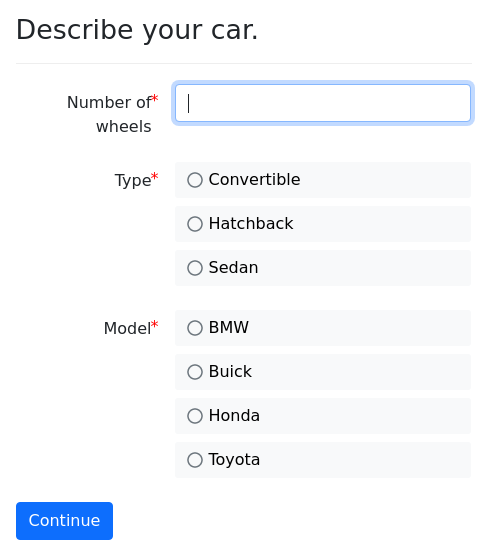 Describe your car.
Number of*
wheels
Type*
Convertible
Hatchback
Sedan
Model*
BMW
Buick
Honda
Toyota
Continue